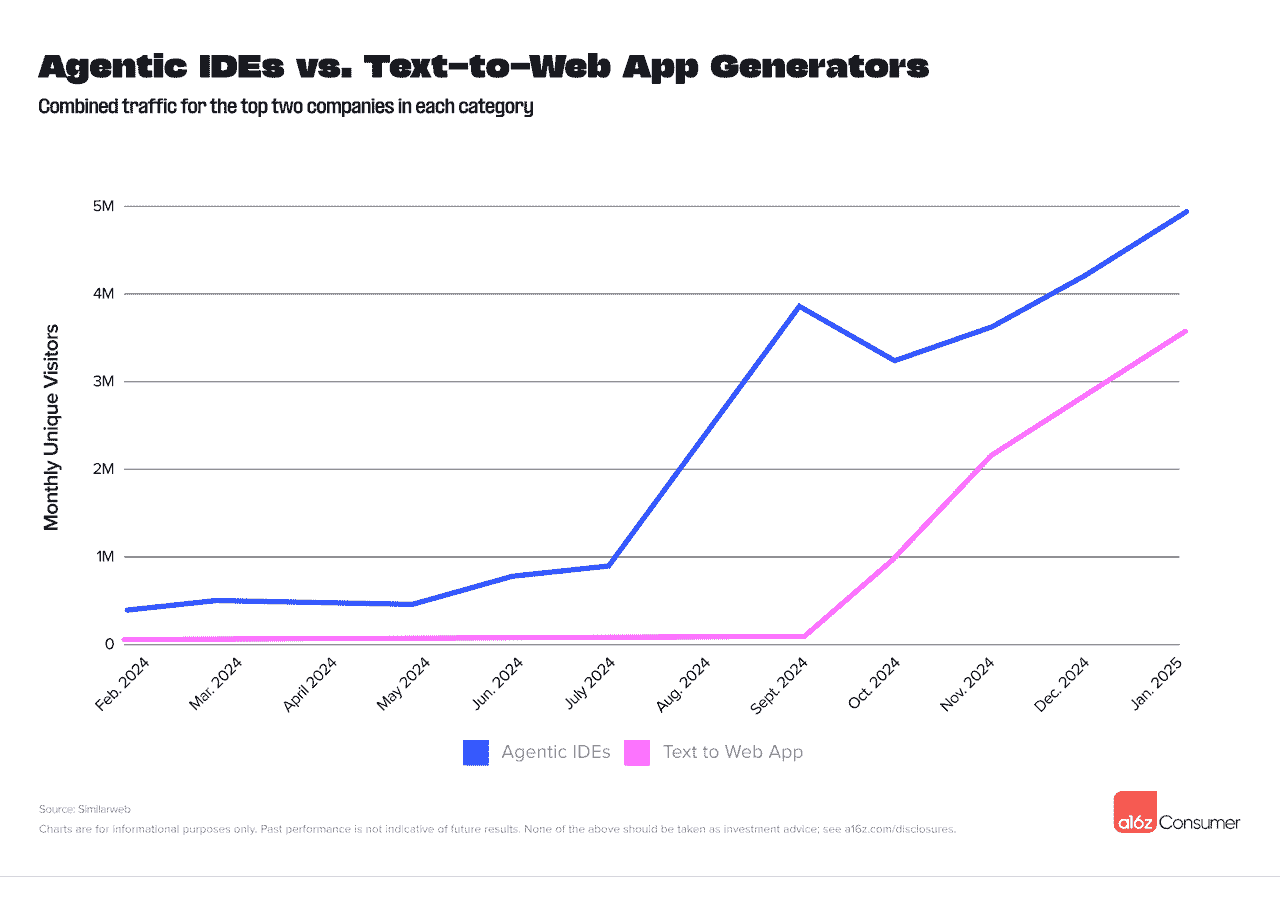 Agentic IDEs vs. Text-to-Web App Generators
Combined traffic for the top two companies in each category
Monthly Unique Visitors
5M
4M
3M
2M
1M
0
Feb. 2024
Mar. 2024
April 2024
May 2024
Jun. 2024
July 2024
Aug. 2024
Sept. 2024
Oct. 2024
Nov. 2024
Dec. 2024
Jan. 2025
Agentic IDEs
Text to Web App
Source: Similarweb
Charts are for informational purposes only. Past performance is not indicative of future results. None of the above should be taken as investment advice; see a16z.com/disclosures.
a16z Consumer